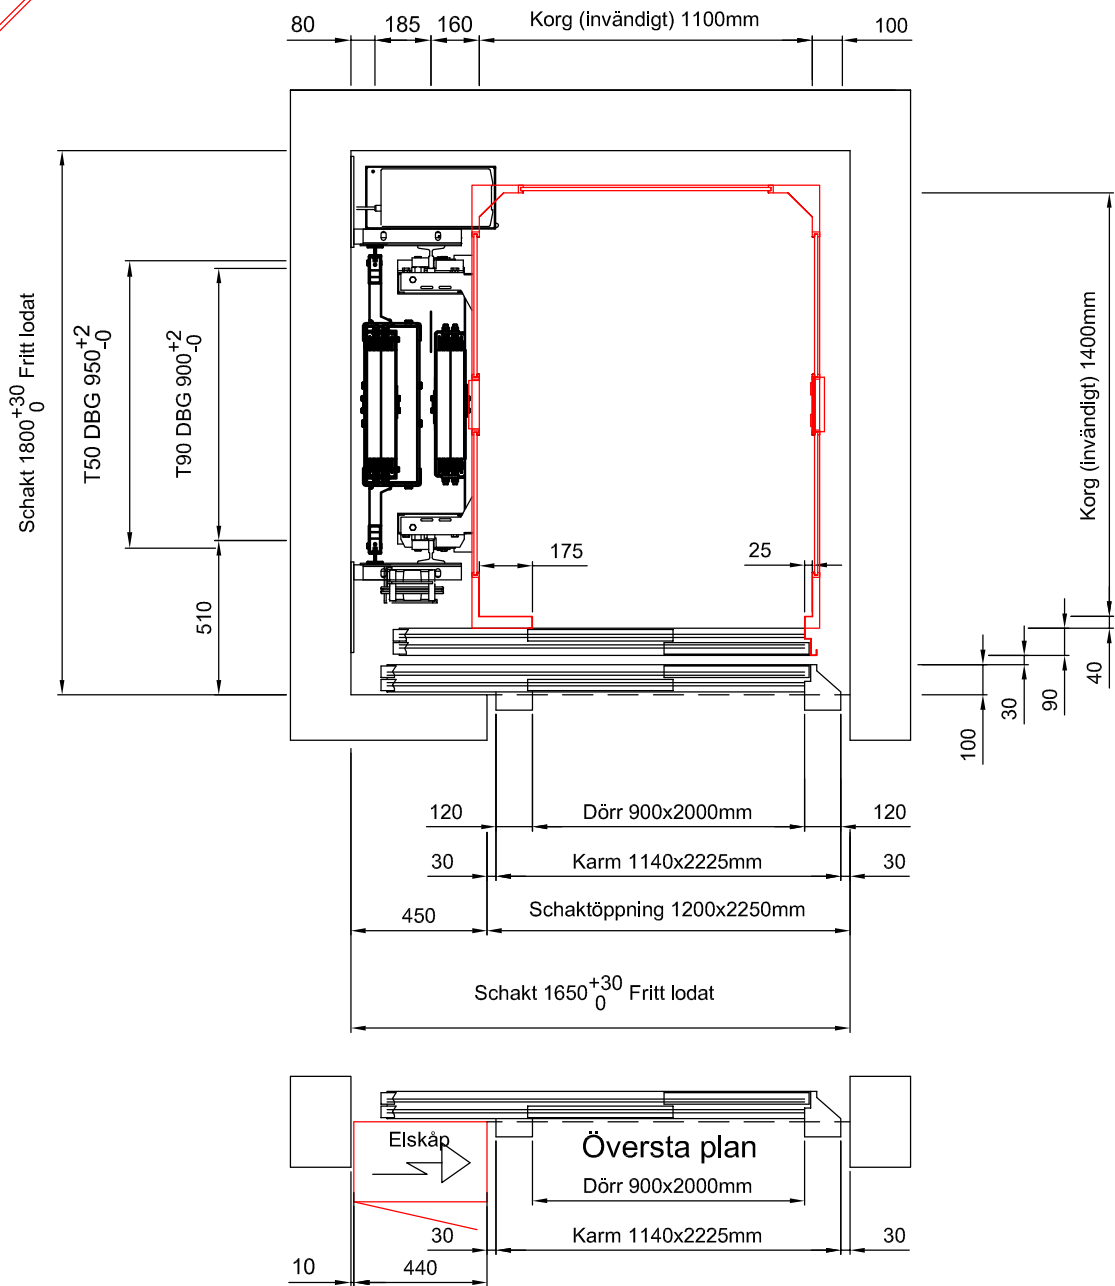 80 185 160 Korg (invändigt) 1100mm 100
Schakt 1800 +30 0 Fritt lodat
T50 DBG 950 +2 -0
T90 DBG 900 +2 -0
510
Korg (invändigt) 1400mm
175 25
40
90
30
100
120 Dörr 900x2000mm 120
30 Karm 1140x2225mm 30
450 Schaktöppning 1200x2250mm
Schakt 1650 +30 0 Fritt lodat
Elskåp
Översta plan
Dörr 900x2000mm
30 Karm 1140x2225mm 30
10 440